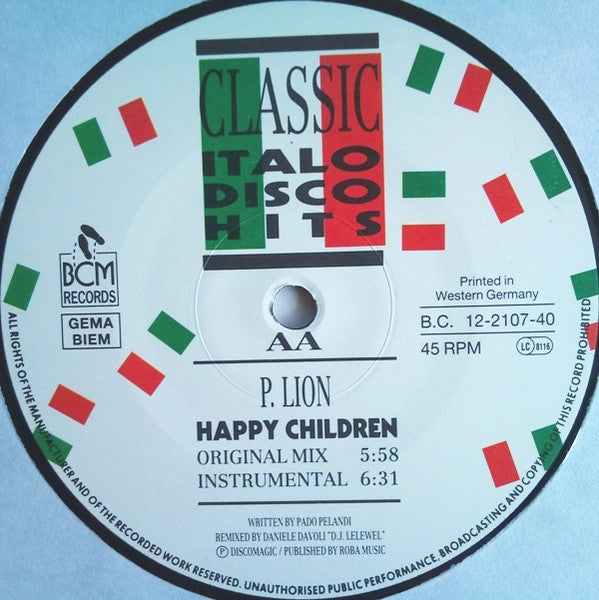 CLASSIC
ITALO
DISCO
HITS
BCM
RECORDS
GEMA
BIEM
Printed in
Western Germany
B.C. 12-2107-40
45 RPM
LC 8116
AA
P. LION
HAPPY CHILDREN
ORIGINAL MIX 5:58
INSTRUMENTAL 6:31
WRITTEN BY PADO PELANDI
REMIXED BY DANIELE DAVOLI "D.J. LELEWEL"
Ⓟ DISCOMAGIC / PUBLISHED BY ROBA MUSIC
ALL RIGHTS OF THE MANUFACTURER AND OF THE RECORDED WORK RESERVED. UNAUTHORISED PUBLIC PERFORMANCE, BROADCASTING AND COPYING OF THIS RECORD PROHIBITED